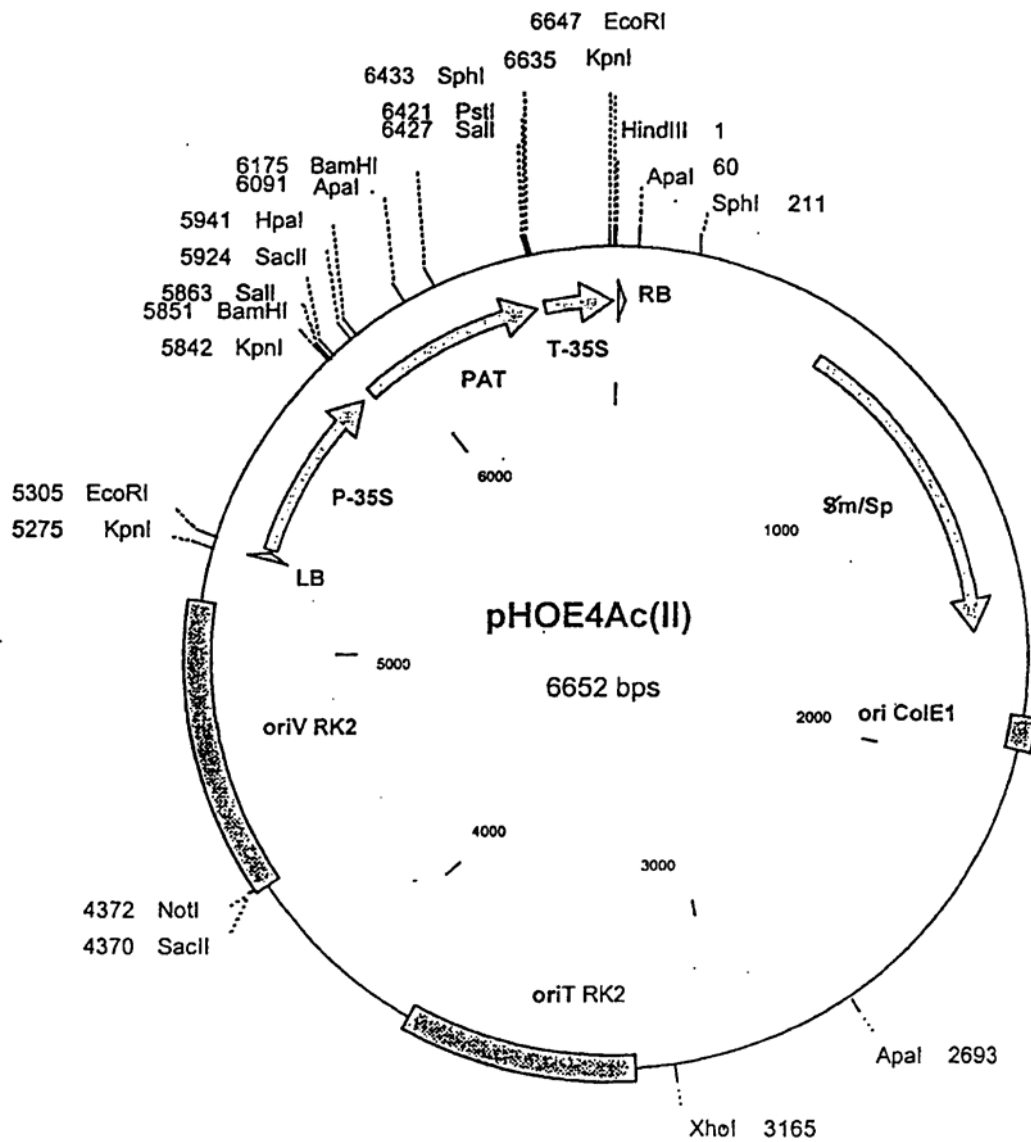 6647 EcoRI
6635 KpnI
6433 SphI
6421 PstI
6427 SalI
HindIII 1
6175 BamHI
6091 ApaI
ApaI 60
SphI 211
5941 HpaI
5924 SacII
5863 SalI
5851 BamHI
5842 KpnI
RB
T-35S
PAT
6000
P-35S
5305 EcoRI
5275 KpnI
Sm/Sp
1000
LB
pHOE4Ac(II)
6652 bps
5000
oriV RK2
2000
ori ColE1
4000
3000
4372 NotI
4370 SacII
oriT RK2
ApaI 2693
XhoI 3165